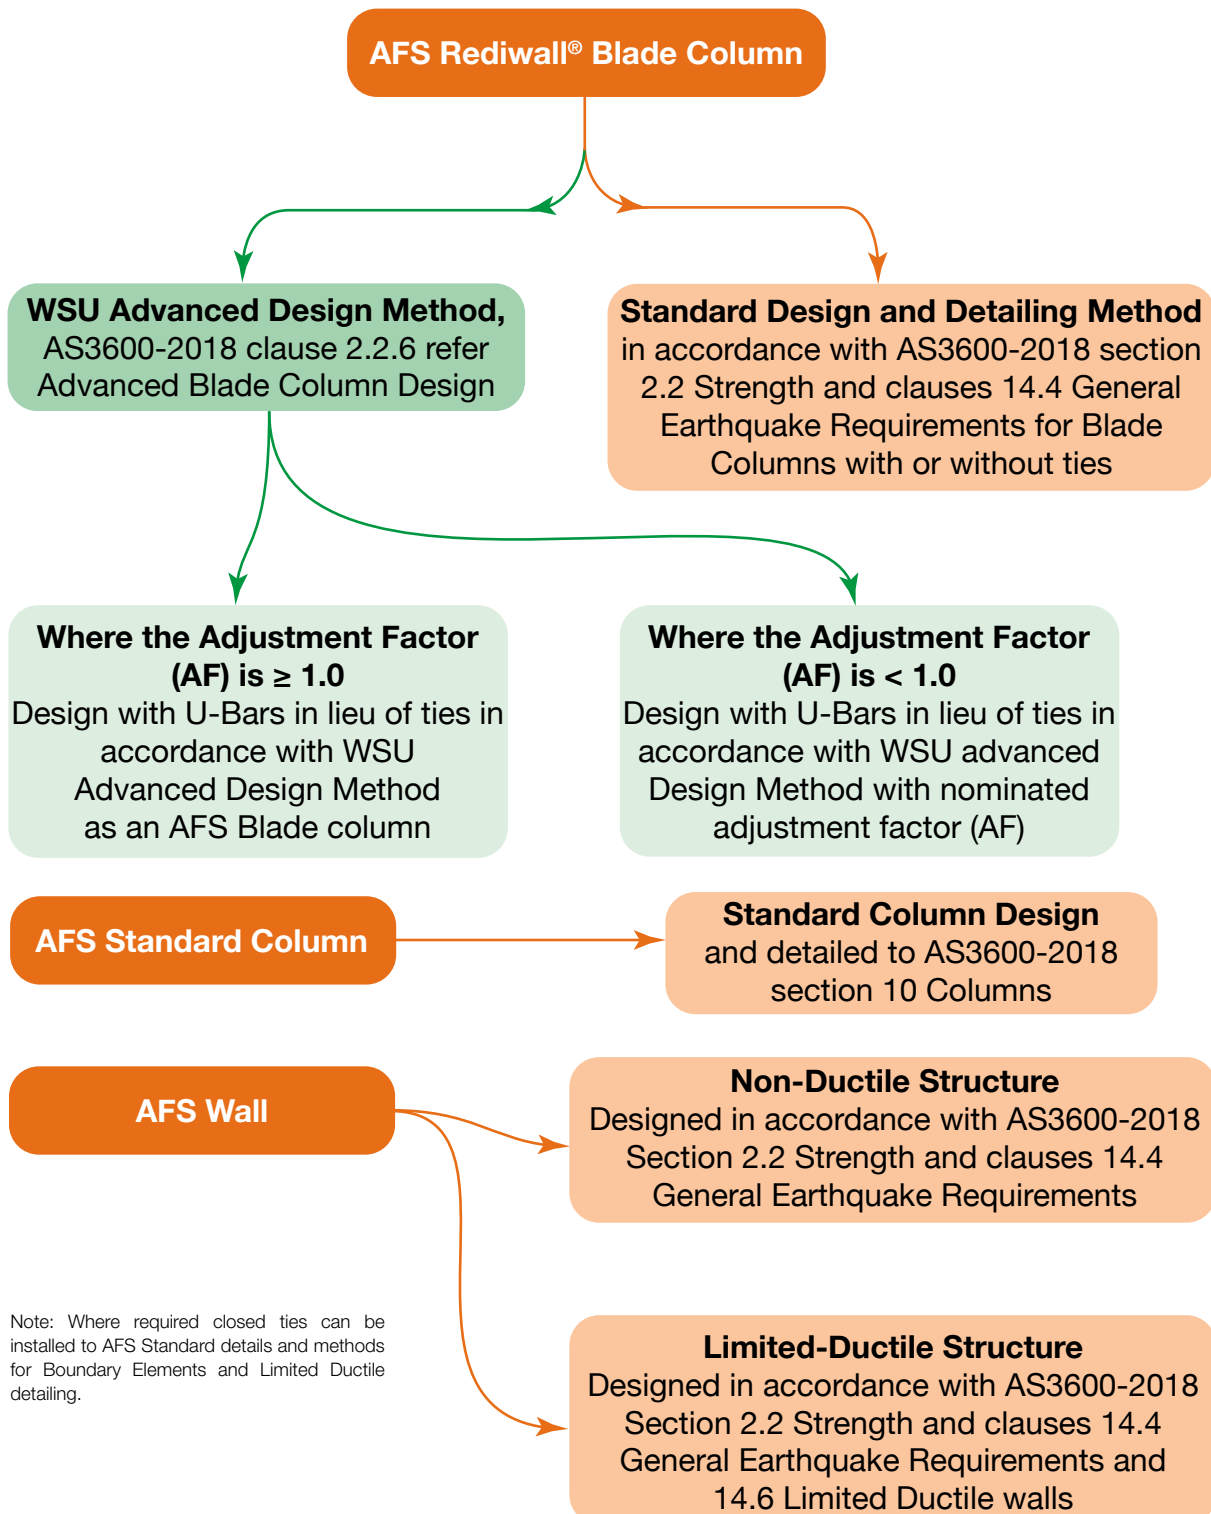 AFS Rediwall® Blade Column
WSU Advanced Design Method,
AS3600-2018 clause 2.2.6 refer
Advanced Blade Column Design
Standard Design and Detailing Method
in accordance with AS3600-2018 section
2.2 Strength and clauses 14.4 General
Earthquake Requirements for Blade
Columns with or without ties
Where the Adjustment Factor
(AF) is ≥ 1.0
Design with U-Bars in lieu of ties in
accordance with WSU
Advanced Design Method
as an AFS Blade column
Where the Adjustment Factor
(AF) is < 1.0
Design with U-Bars in lieu of ties in
accordance with WSU advanced
Design Method with nominated
adjustment factor (AF)
AFS Standard Column
Standard Column Design
and detailed to AS3600-2018
section 10 Columns
AFS Wall
Non-Ductile Structure
Designed in accordance with AS3600-2018
Section 2.2 Strength and clauses 14.4
General Earthquake Requirements
Note: Where required closed ties can be
installed to AFS Standard details and methods
for Boundary Elements and Limited Ductile
detailing.
Limited-Ductile Structure
Designed in accordance with AS3600-2018
Section 2.2 Strength and clauses 14.4
General Earthquake Requirements and
14.6 Limited Ductile walls